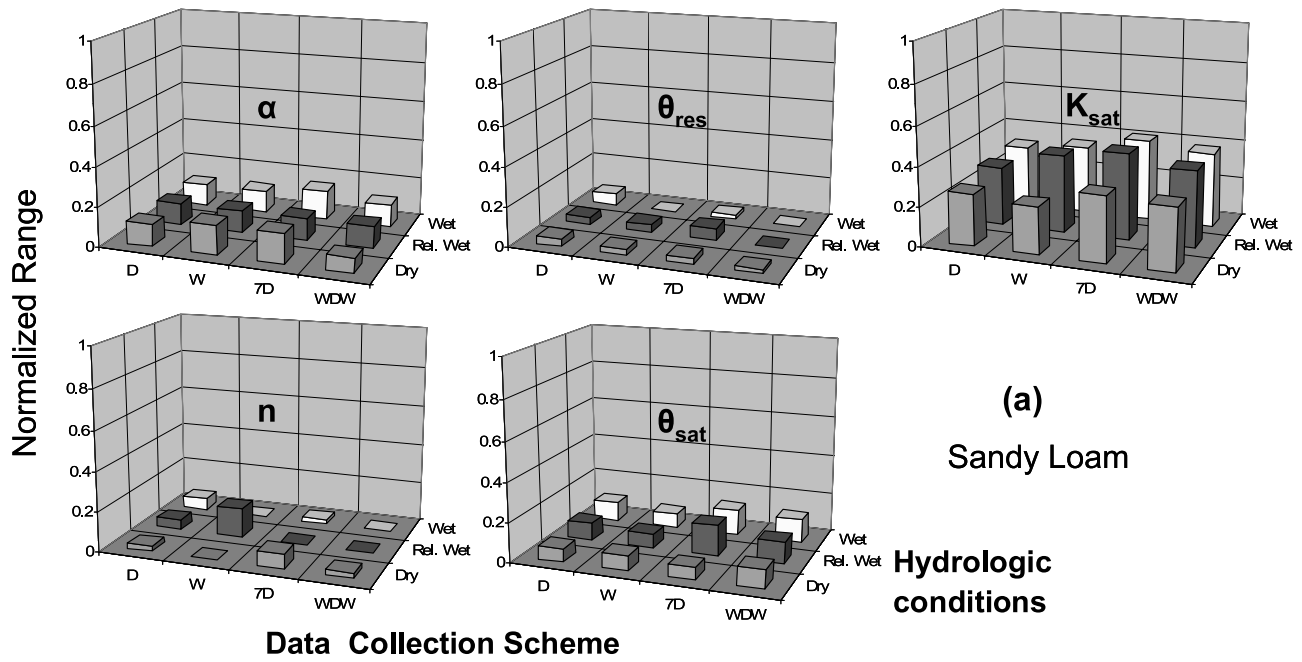 Normalized Range
1
0.8
0.6
0.4
0.2
0
α
D
W
7D
WDW
Wet
Rel. Wet
Dry
1
0.8
0.6
0.4
0.2
0
θres
D
W
7D
WDW
Wet
Rel. Wet
Dry
1
0.8
0.6
0.4
0.2
0
Ksat
D
W
7D
WDW
Wet
Rel. Wet
Dry
1
0.8
0.6
0.4
0.2
0
n
D
W
7D
WDW
Wet
Rel. Wet
Dry
1
0.8
0.6
0.4
0.2
0
θsat
D
W
7D
WDW
Wet
Rel. Wet
Dry
(a)
Sandy Loam
Hydrologic
conditions
Data Collection Scheme